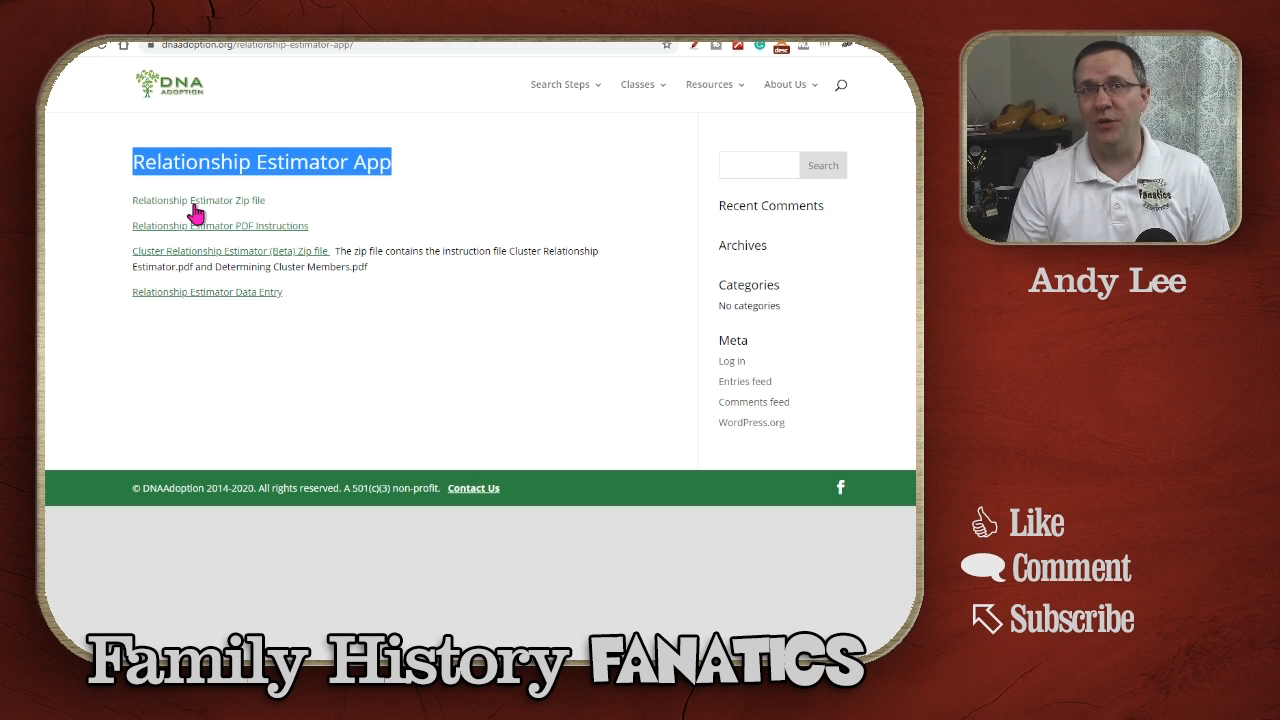 dnaadoption.org/relationship-estimator-app/
desc
DNA
ADOPTION
Search Steps
Classes
Resources
About Us
Relationship Estimator App
Relationship Estimator Zip file
Relationship Estimator PDF Instructions
Cluster Relationship Estimator (Beta) Zip file  The zip file contains the instruction file Cluster Relationship
Estimator.pdf and Determining Cluster Members.pdf
Relationship Estimator Data Entry
Search
Recent Comments
Archives
Categories
No categories
Meta
Log in
Entries feed
Comments feed
WordPress.org
© DNAAdoption 2014-2020. All rights reserved. A 501(c)(3) non-profit. Contact Us
Fanatics
Andy Lee
Like
Comment
Subscribe
Family History FANATICS